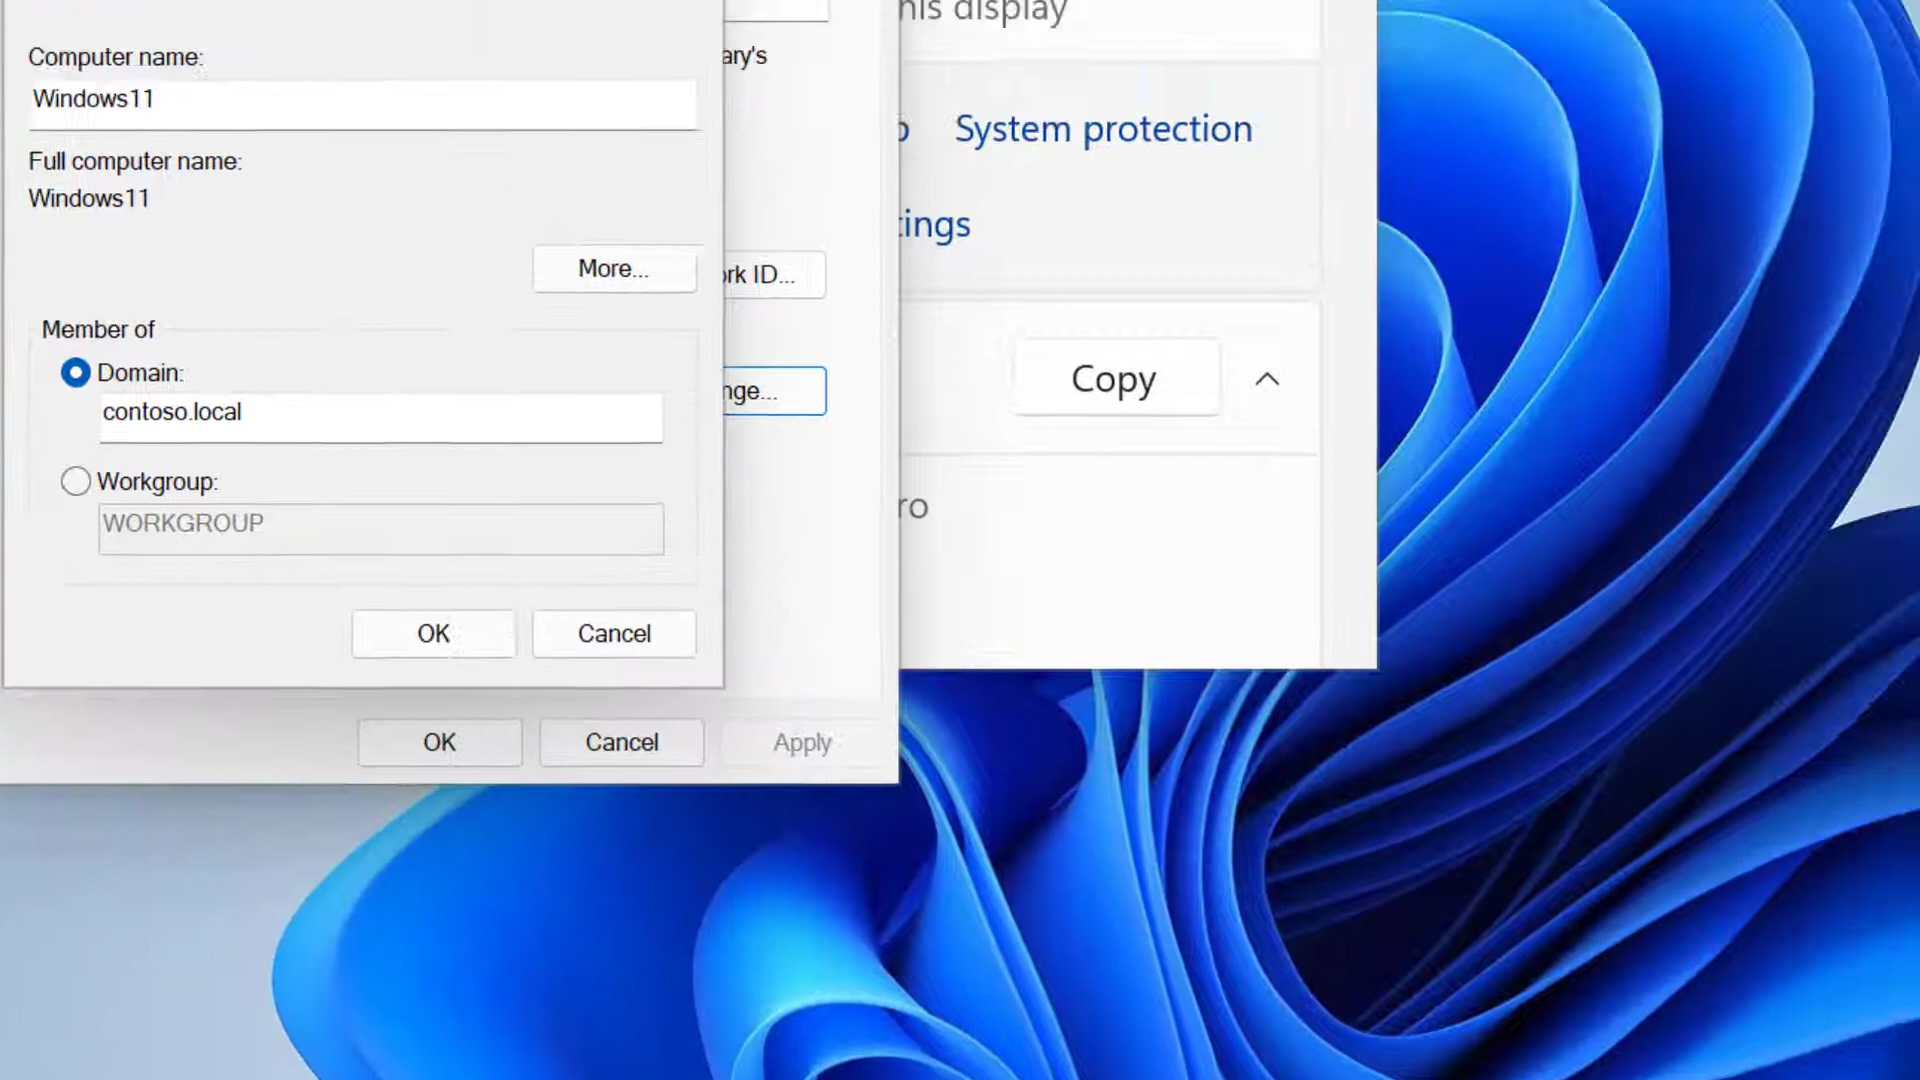 Computer name:
Windows11
Full computer name:
Windows11
More...
Member of
Domain:
contoso.local
Workgroup:
WORKGROUP
OK
Cancel
ary's
rk ID...
nge...
OK
Cancel
Apply
his display
System protection
tings
Copy
ro